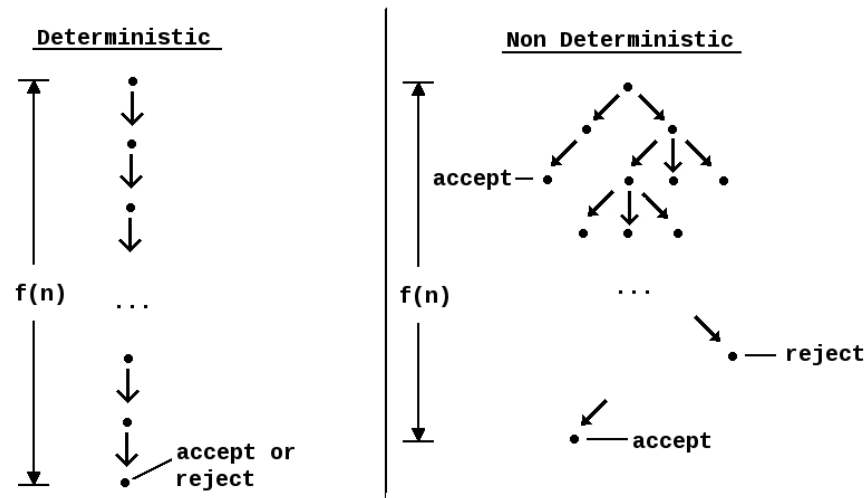 Deterministic
f(n)
...
accept or
reject
Non Deterministic
accept
f(n)
...
reject
accept